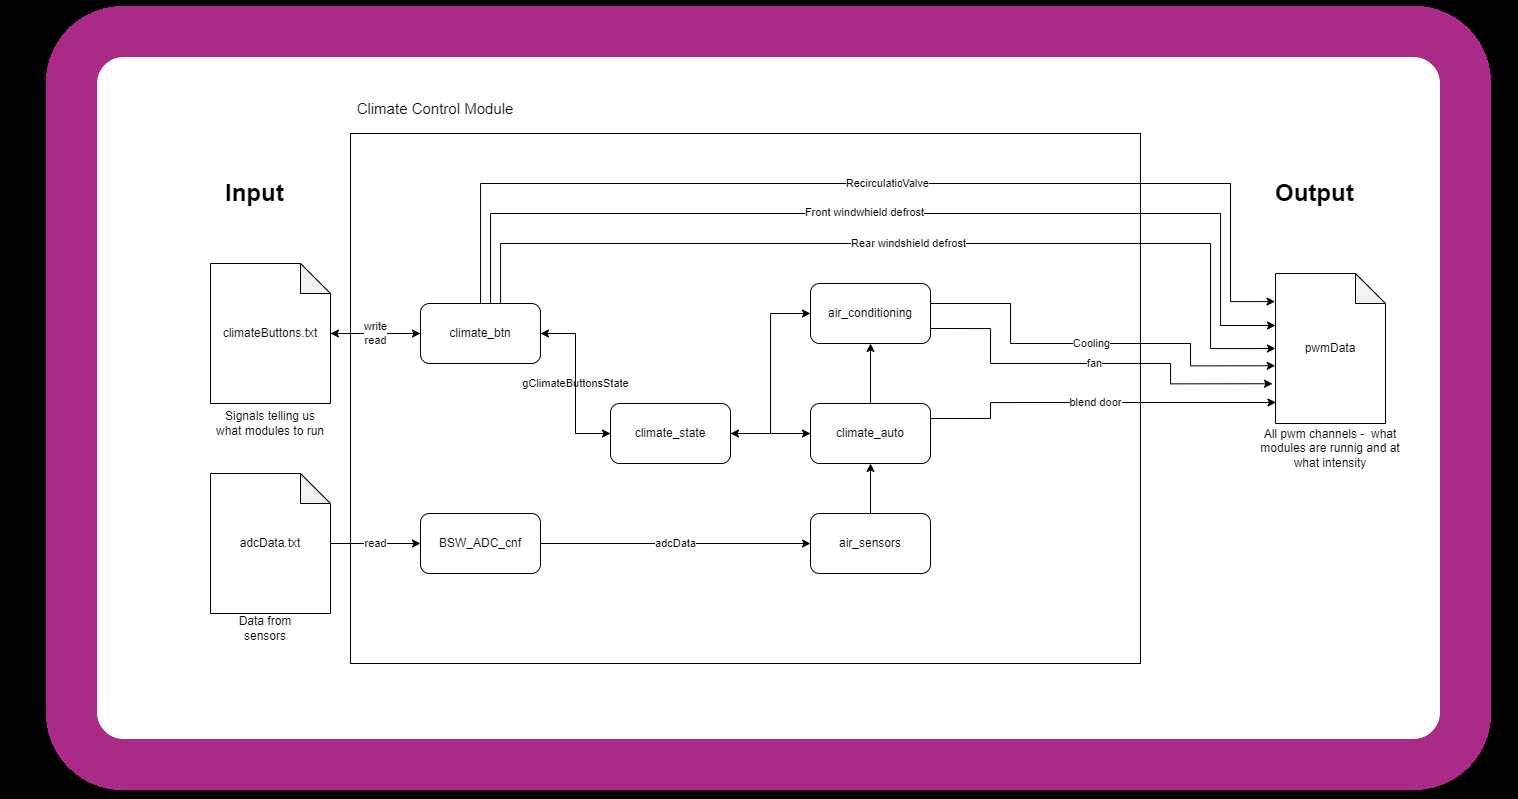 Climate Control Module
Input
Output
RecirculaticValve
Front windwhield defrost
Rear windshield defrost
climateButtons.txt
write
read
climate_btn
air_conditioning
pwmData
Cooling
fan
gClimateButtonsState
blend door
Signals telling us
what modules to run
climate_state
climate_auto
All pwm channels - what
modules are runnig and at
what intensity
adcData.txt
read
BSW_ADC_cnf
adcData
air_sensors
Data from
sensors